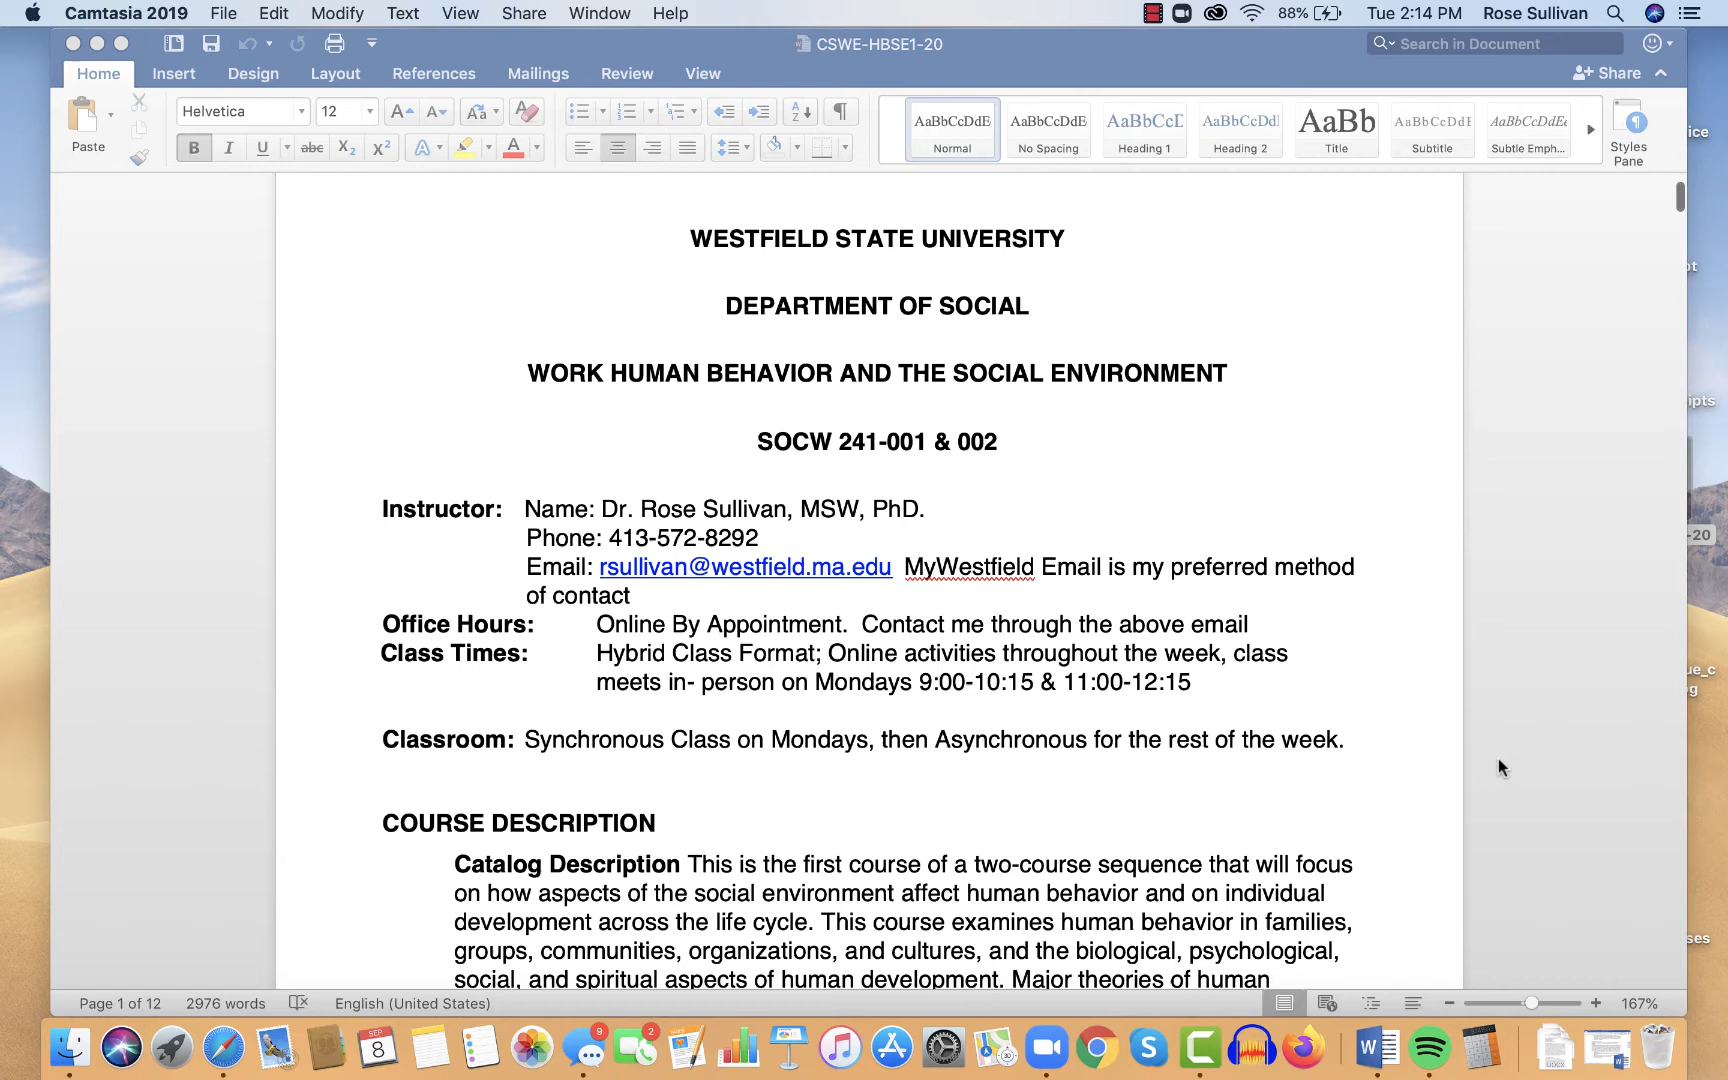 Camtasia 2019 File Edit Modify Text View Share Window Help 88% Tue 2:14 PM Rose Sullivan
CSWE-HBSE1-20 Search in Document
Home Insert Design Layout References Mailings Review View Share
Paste Helvetica 12
AaBbCcDdE AaBbCcDdE AaBbCcD AaBbCcDdI AaBb AaBbCcDdE AaBbCcDdEe
Normal No Spacing Heading 1 Heading 2 Title Subtitle Subtle Emph... Styles Pane
WESTFIELD STATE UNIVERSITY
DEPARTMENT OF SOCIAL
WORK HUMAN BEHAVIOR AND THE SOCIAL ENVIRONMENT
SOCW 241-001 & 002
Instructor: Name: Dr. Rose Sullivan, MSW, PhD.
Phone: 413-572-8292
Email: rsullivan@westfield.ma.edu MyWestfield Email is my preferred method
of contact
Office Hours: Online By Appointment. Contact me through the above email
Class Times: Hybrid Class Format; Online activities throughout the week, class
meets in- person on Mondays 9:00-10:15 & 11:00-12:15
Classroom: Synchronous Class on Mondays, then Asynchronous for the rest of the week.
COURSE DESCRIPTION
Catalog Description This is the first course of a two-course sequence that will focus
on how aspects of the social environment affect human behavior and on individual
development across the life cycle. This course examines human behavior in families,
groups, communities, organizations, and cultures, and the biological, psychological,
social, and spiritual aspects of human development. Major theories of human
Page 1 of 12 2976 words English (United States) 167%
SEP 8 9 2